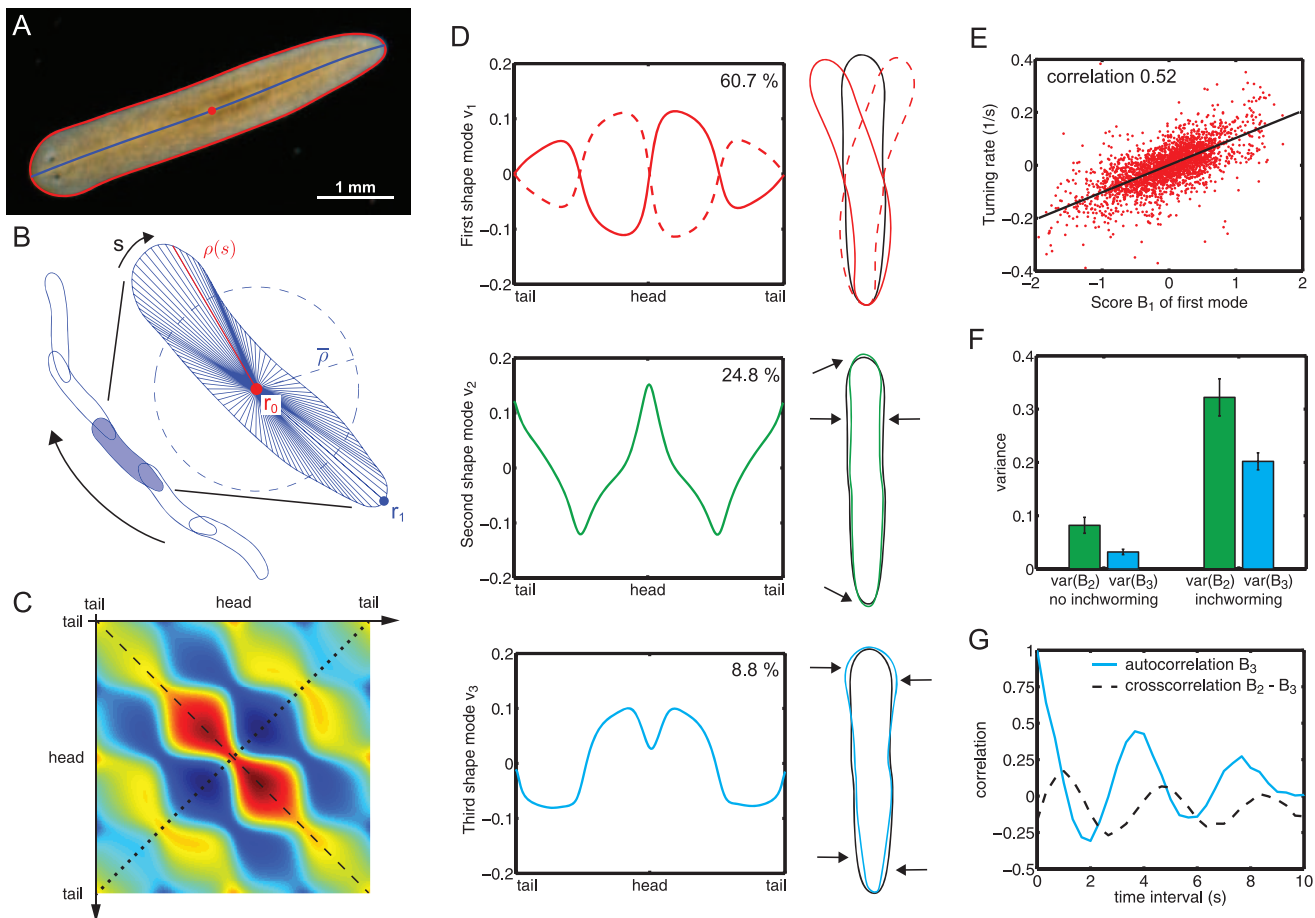 A
1 mm
B
s
ρ(s)
ρ̅
r₀
r₁
C
tail
head
tail
tail
head
tail
D
0.2
0.1
0
−0.1
−0.2
First shape mode v₁
60.7 %
tail
head
tail
0.2
0.1
0
−0.1
−0.2
Second shape mode v₂
24.8 %
tail
head
tail
0.2
0.1
0
−0.1
−0.2
Third shape mode v₃
8.8 %
tail
head
tail
E
correlation 0.52
0.4
0.2
0
−0.2
−0.4
Turning rate (1/s)
−2
−1
0
1
2
Score B₁ of first mode
F
0.4
0.3
0.2
0.1
0
variance
var(B₂) var(B₃)
no inchworming
var(B₂) var(B₃)
inchworming
G
1
0.75
0.5
0.25
0
−0.25
−0.5
correlation
autocorrelation B₃
crosscorrelation B₂ - B₃
0
2
4
6
8
10
time interval (s)